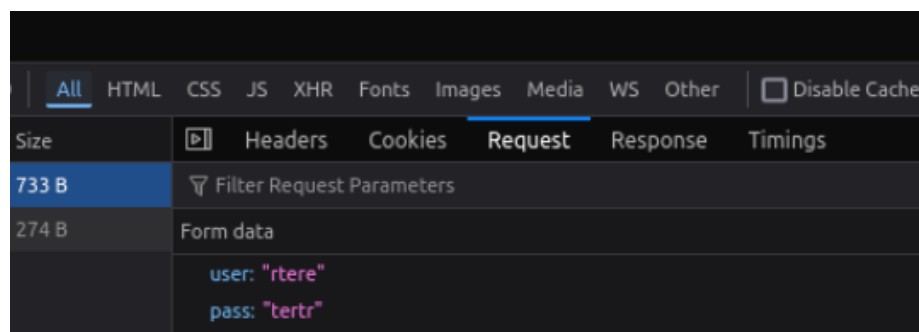 All HTML CSS JS XHR Fonts Images Media WS Other Disable Cache
Size Headers Cookies Request Response Timings
733 B Filter Request Parameters
274 B Form data
user: "rtere"
pass: "tertr"